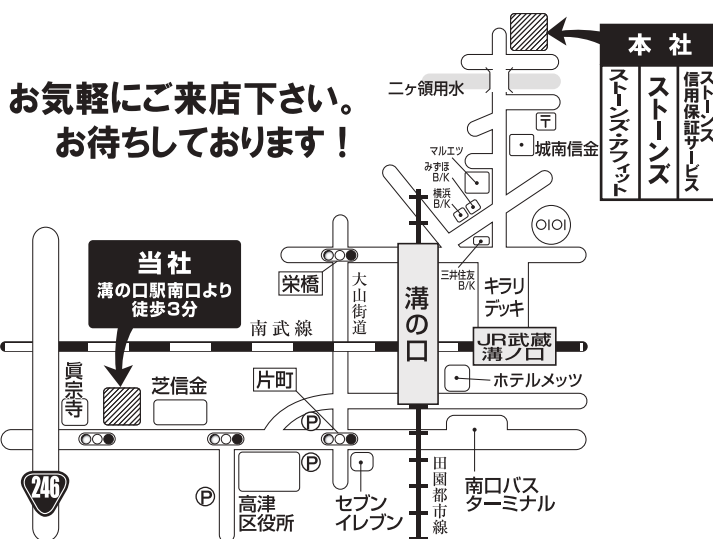 お気軽にご来店下さい。
お待ちしております！
本社
ストーンズ・アフィット
ストーンズ
ストーンズ
信用保証サービス
二ヶ領用水
〒
城南信金
マルエツ
みずほ
B/K
横浜
B/K
OIOI
三井住友
B/K
キラリ
デッキ
当社
溝の口駅南口より
徒歩3分
栄橋
大山街道
溝の口
南武線
JR武蔵
溝ノ口
眞宗寺
芝信金
片町
ホテルメッツ
P
P
P
246
高津
区役所
セブン
イレブン
田園都市線
南口バス
ターミナル